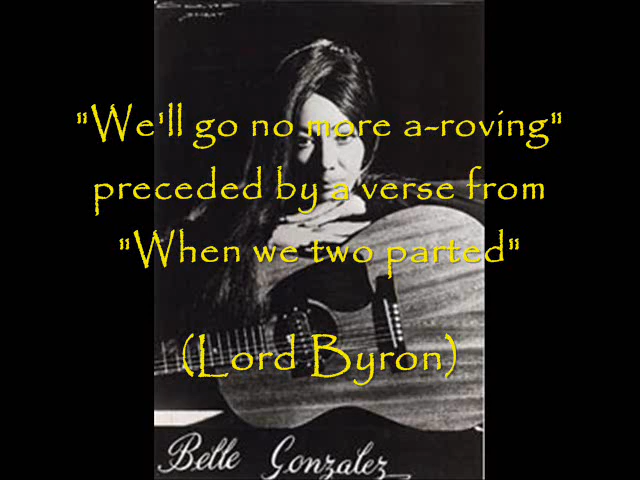 "We'll go no more a-roving"
preceded by a verse from
"When we two parted"
(Lord Byron)
Belle Gonzalez